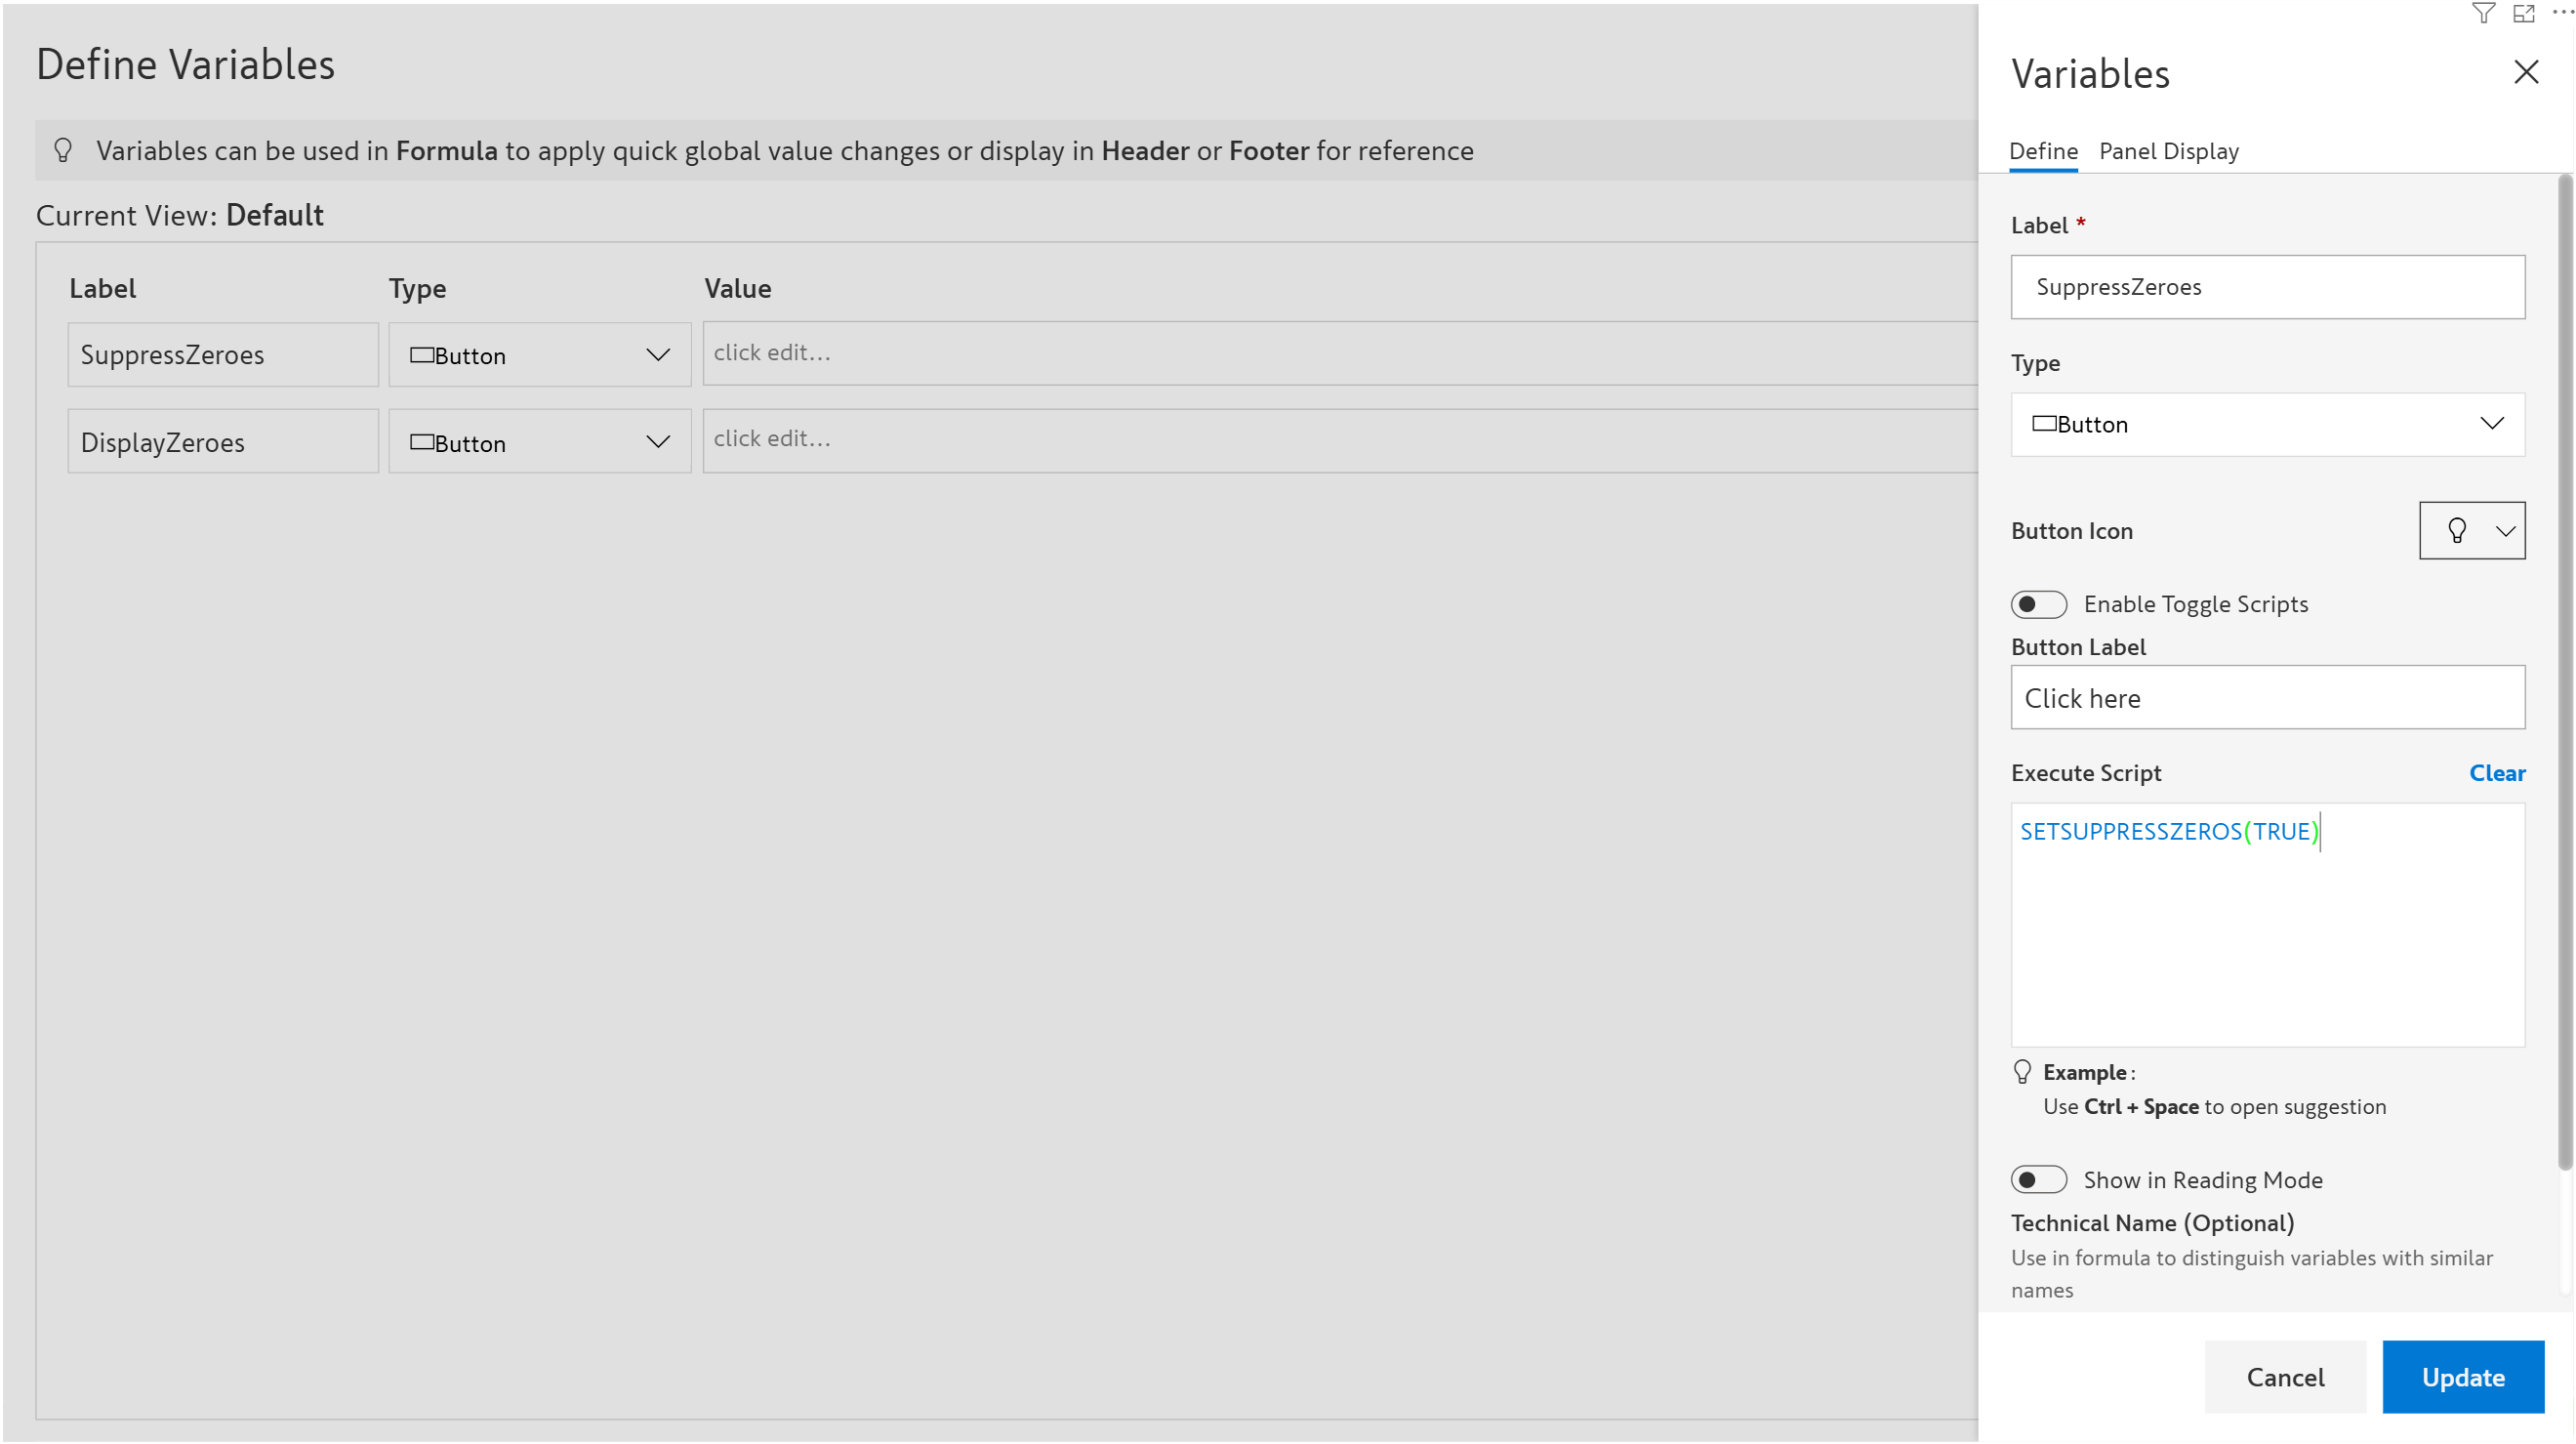 Define Variables
Variables can be used in Formula to apply quick global value changes or display in Header or Footer for reference
Current View: Default
Label Type Value
SuppressZeroes Button click edit...
DisplayZeroes Button click edit...
Variables
Define Panel Display
Label *
SuppressZeroes
Type
Button
Button Icon
Enable Toggle Scripts
Button Label
Click here
Execute Script Clear
SETSUPPRESSZEROS(TRUE)
Example :
Use Ctrl + Space to open suggestion
Show in Reading Mode
Technical Name (Optional)
Use in formula to distinguish variables with similar
names
Cancel Update